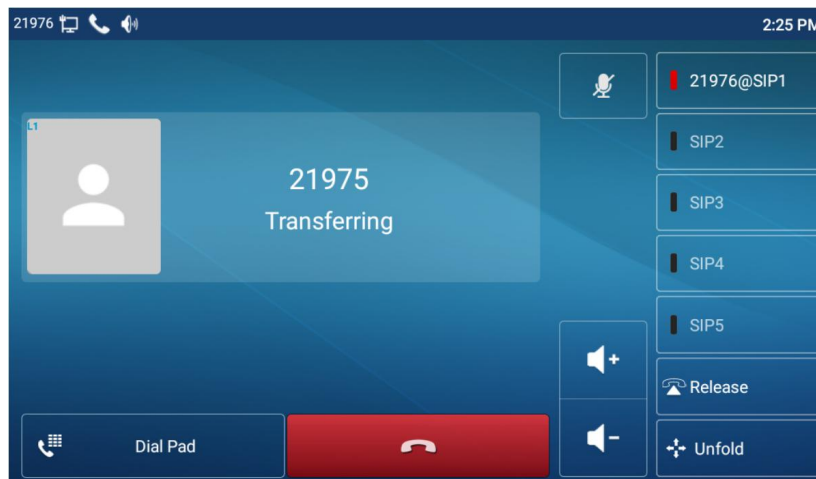 21976
2:25 PM
21976@SIP1
L1
21975
Transferring
SIP2
SIP3
SIP4
SIP5
Release
Dial Pad
Unfold